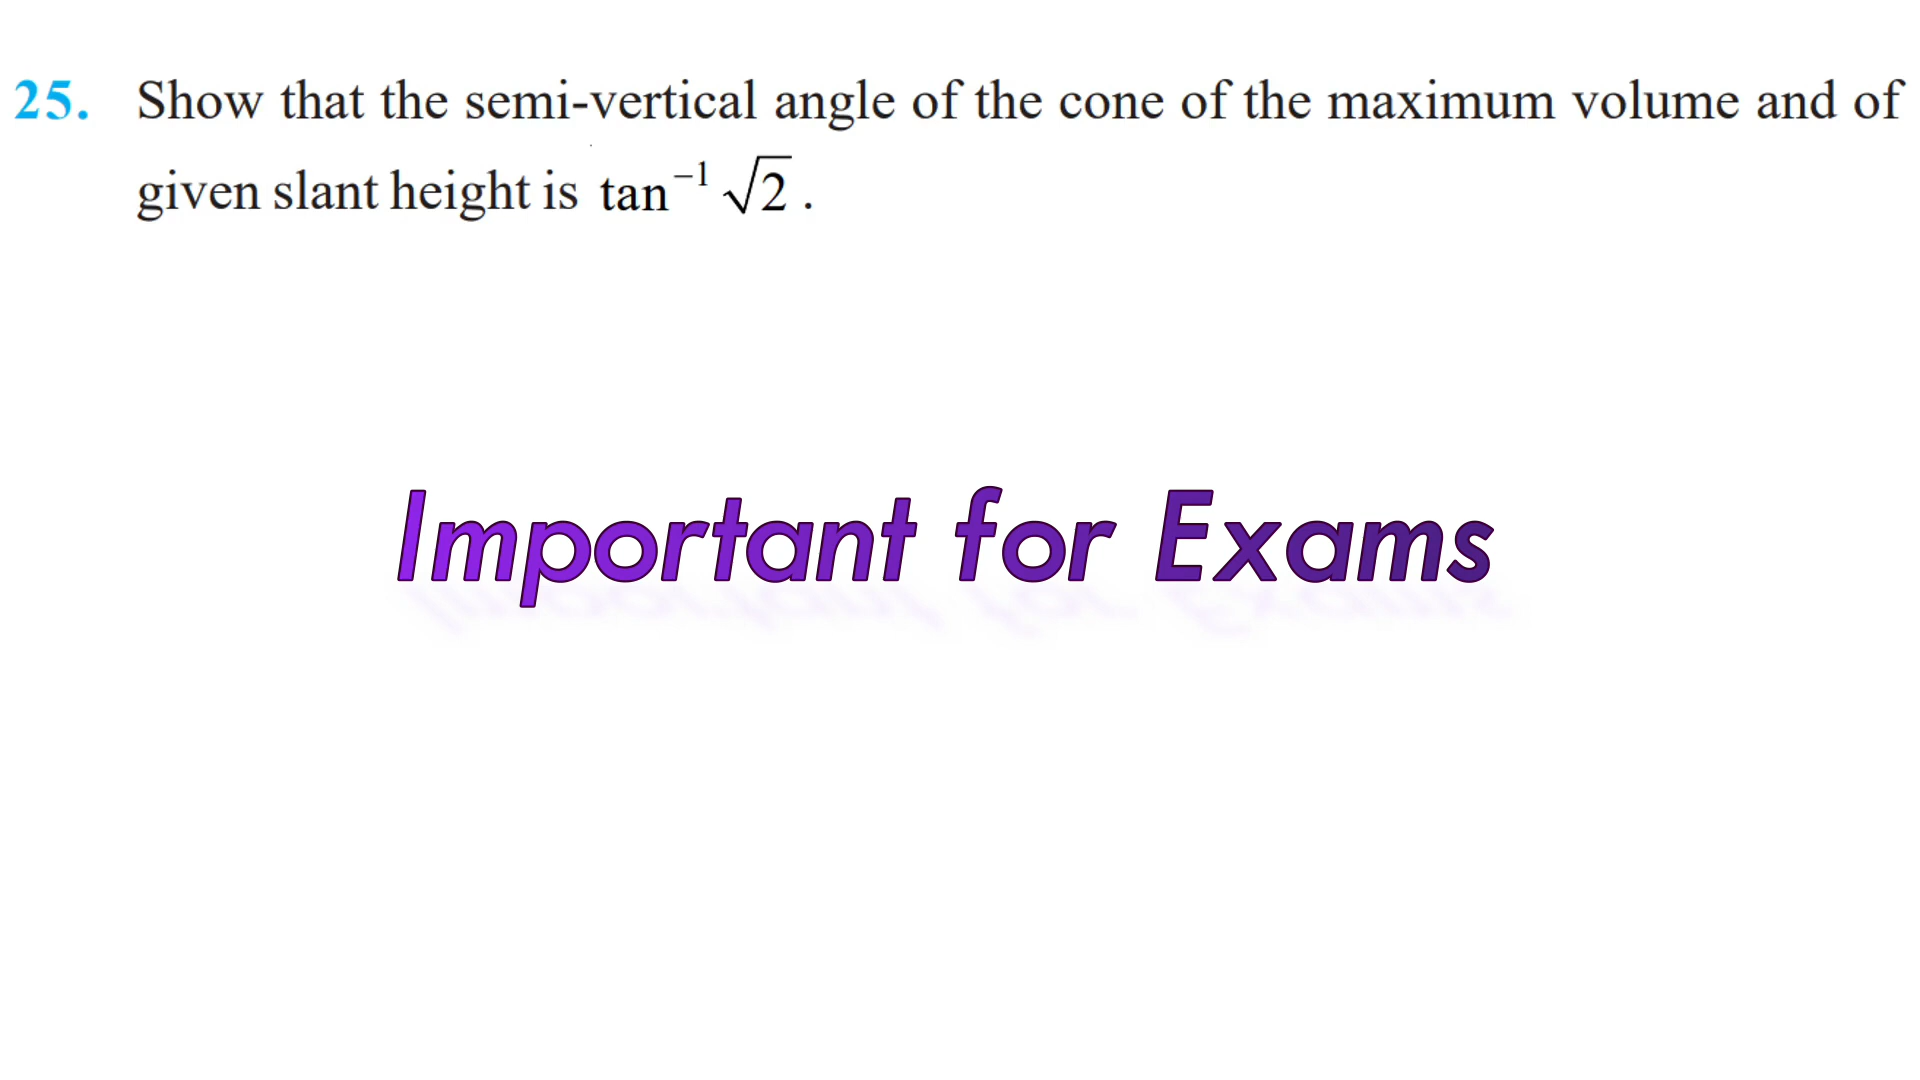 25. Show that the semi-vertical angle of the cone of the maximum volume and of
given slant height is tan⁻¹ √2 .
Important for Exams